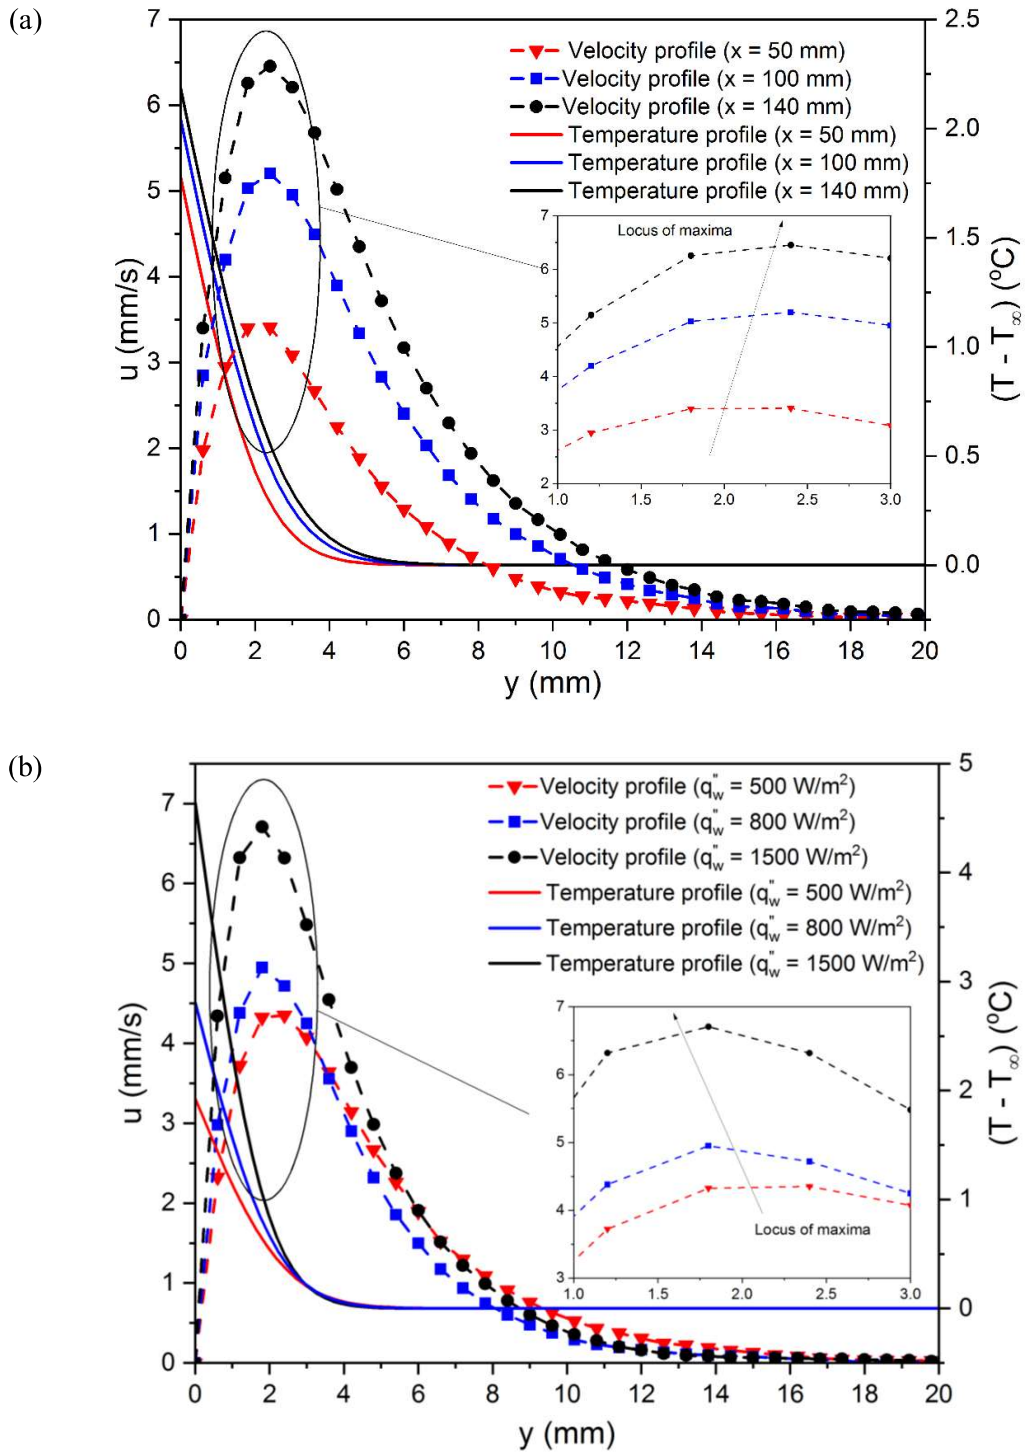 (a)
7
6
5
4
3
2
1
0
u (mm/s)
2.5
2.0
1.5
1.0
0.5
0.0
(T - T∞) (ºC)
Velocity profile (x = 50 mm)
Velocity profile (x = 100 mm)
Velocity profile (x = 140 mm)
Temperature profile (x = 50 mm)
Temperature profile (x = 100 mm)
Temperature profile (x = 140 mm)
Locus of maxima
7
6
5
4
3
2
1.0 1.5 2.0 2.5 3.0
0 2 4 6 8 10 12 14 16 18 20
y (mm)
(b)
7
6
5
4
3
2
1
0
u (mm/s)
5
4
3
2
1
0
(T - T∞) (ºC)
Velocity profile (q"w = 500 W/m²)
Velocity profile (q"w = 800 W/m²)
Velocity profile (q"w = 1500 W/m²)
Temperature profile (q"w = 500 W/m²)
Temperature profile (q"w = 800 W/m²)
Temperature profile (q"w = 1500 W/m²)
7
6
5
4
3
Locus of maxima
1.0 1.5 2.0 2.5 3.0
0 2 4 6 8 10 12 14 16 18 20
y (mm)